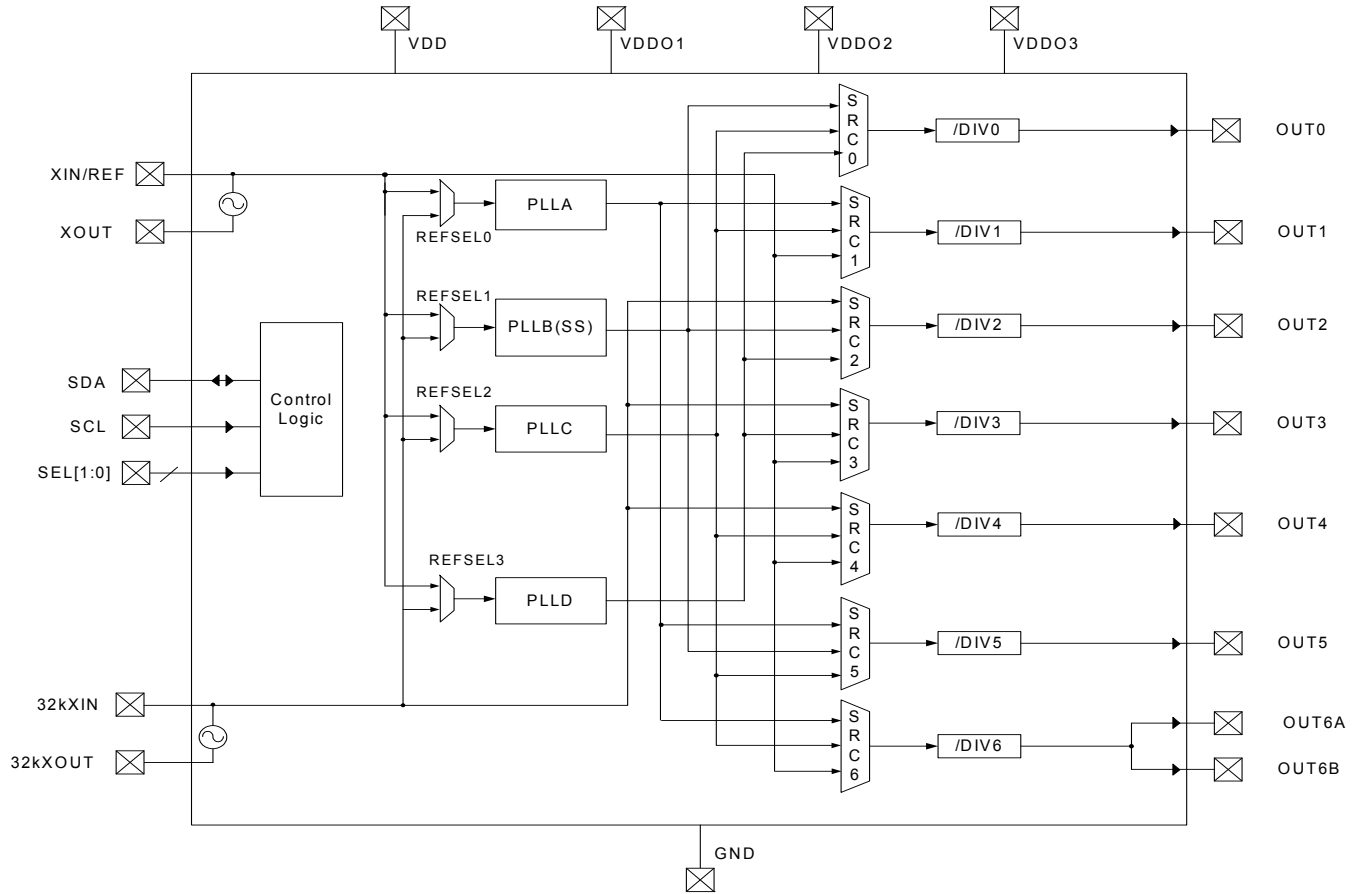 VDD
VDDO1
VDDO2
VDDO3
SRC0
/DIV0
OUT0
XIN/REF
XOUT
REFSEL0
PLLA
SRC1
/DIV1
OUT1
REFSEL1
PLLB(SS)
SRC2
/DIV2
OUT2
SDA
SCL
SEL[1:0]
Control
Logic
REFSEL2
PLLC
SRC3
/DIV3
OUT3
SRC4
/DIV4
OUT4
REFSEL3
PLLD
SRC5
/DIV5
OUT5
32kXIN
32kXOUT
SRC6
/DIV6
OUT6A
OUT6B
GND